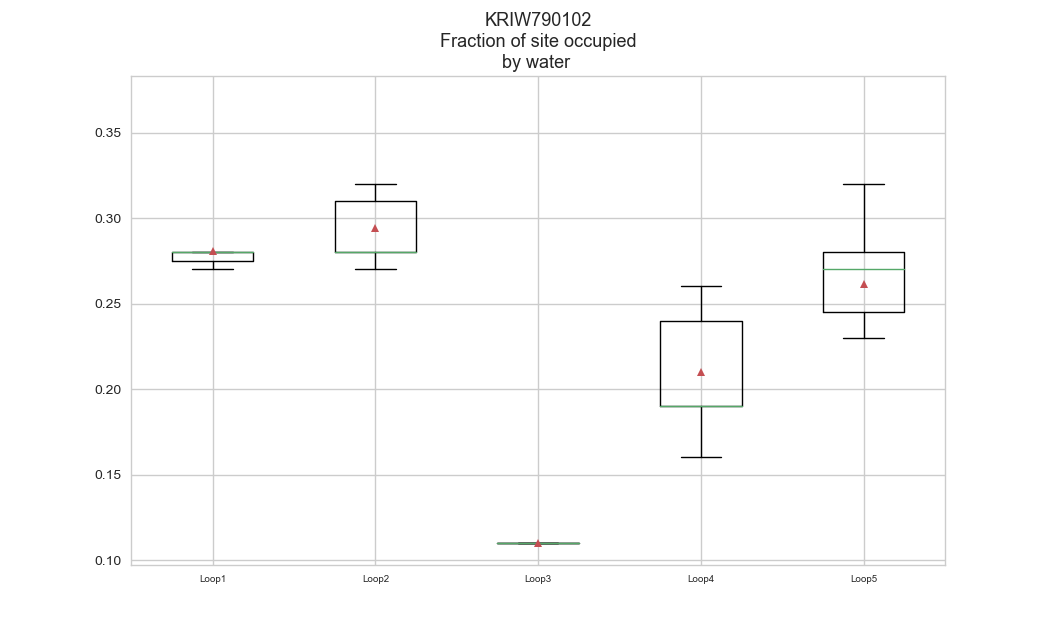 KRIW790102
Fraction of site occupied
by water
0.35
0.30
0.25
0.20
0.15
0.10
Loop1
Loop2
Loop3
Loop4
Loop5